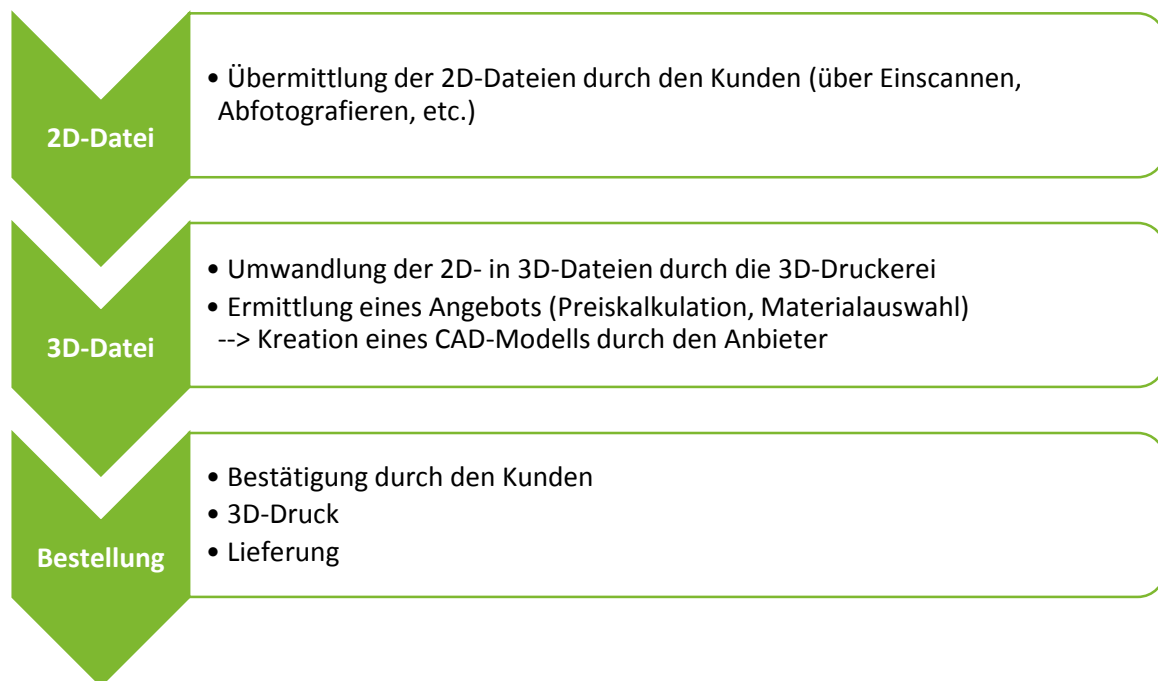 2D-Datei
• Übermittlung der 2D-Dateien durch den Kunden (über Einscannen,
Abfotografieren, etc.)
3D-Datei
• Umwandlung der 2D- in 3D-Dateien durch die 3D-Druckerei
• Ermittlung eines Angebots (Preiskalkulation, Materialauswahl)
--> Kreation eines CAD-Modells durch den Anbieter
Bestellung
• Bestätigung durch den Kunden
• 3D-Druck
• Lieferung